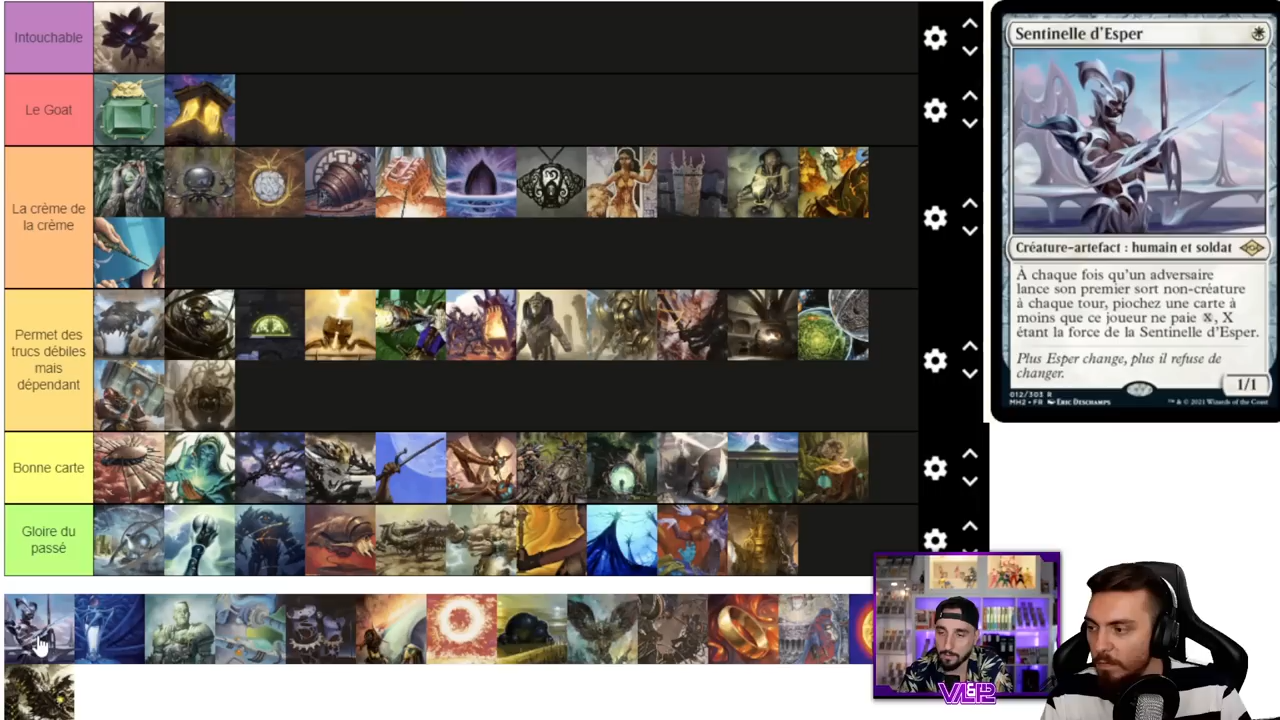 Intouchable
Le Goat
La crème de
la crème
Permet des
trucs débiles
mais
dépendant
Bonne carte
Gloire du
passé
Sentinelle d'Esper
Créature-artefact : humain et soldat
À chaque fois qu'un adversaire
lance son premier sort non-créature
à chaque tour, piochez une carte à
moins que ce joueur ne paie X, X
étant la force de la Sentinelle d'Esper.
Plus Esper change, plus il refuse de
changer.
1/1
012/303 R
MH2 • FR ERIC DESCHAMPS
™ & © 2021 Wizards of the Coast